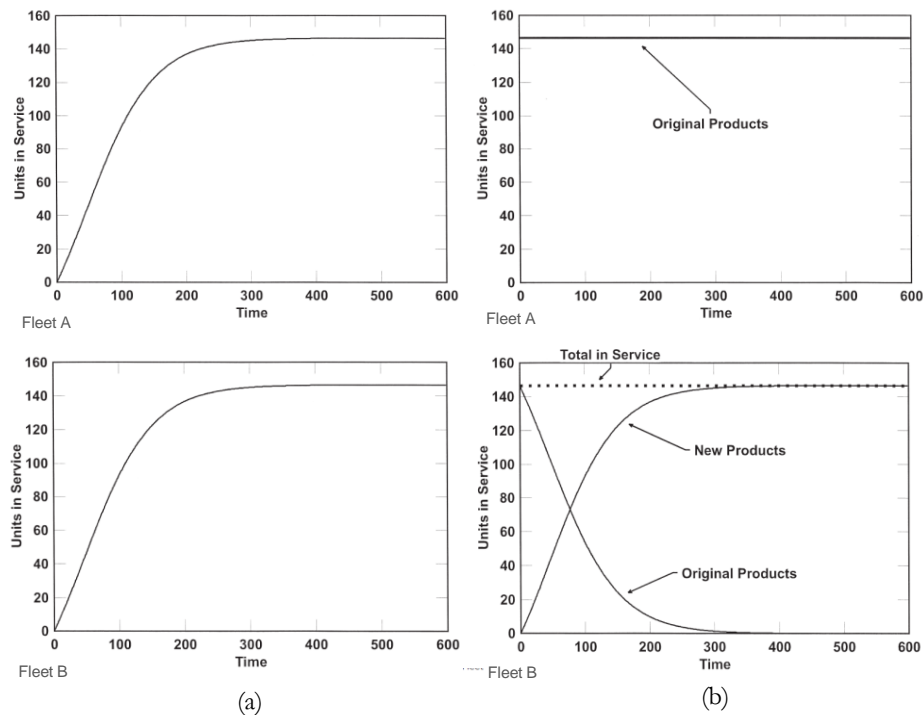 160
140
120
100
80
60
40
20
0
Units in Service
0 100 200 300 400 500 600
Time
Fleet A
160
140
120
100
80
60
40
20
0
Units in Service
Original Products
0 100 200 300 400 500 600
Time
Fleet A
160
140
120
100
80
60
40
20
0
Units in Service
0 100 200 300 400 500 600
Time
Fleet B
(a)
Total in Service
160
140
120
100
80
60
40
20
0
Units in Service
New Products
Original Products
0 100 200 300 400 500 600
Time
Fleet B
(b)